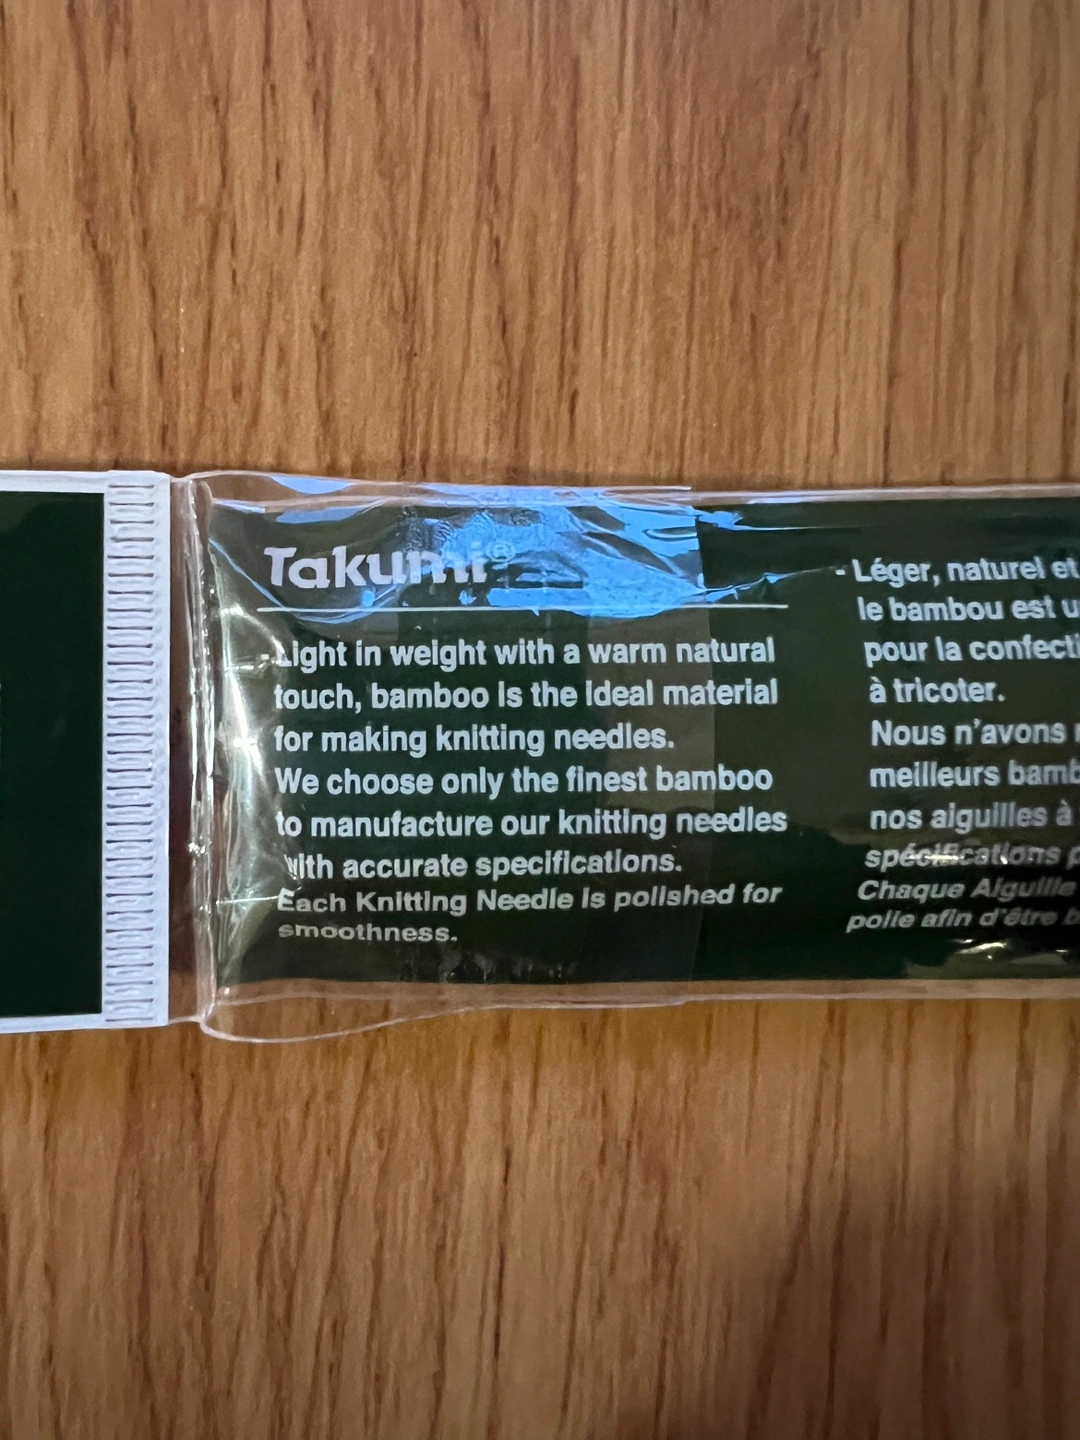 Takumi®
- Light in weight with a warm natural
touch, bamboo is the ideal material
for making knitting needles.
We choose only the finest bamboo
to manufacture our knitting needles
with accurate specifications.
Each Knitting Needle is polished for
smoothness.
- Léger, naturel et
le bambou est
pour la
à tricoter.
Nous n'avons
meilleurs
nos aiguilles à
spécifications
Chaque Aiguille
polie afin d'être